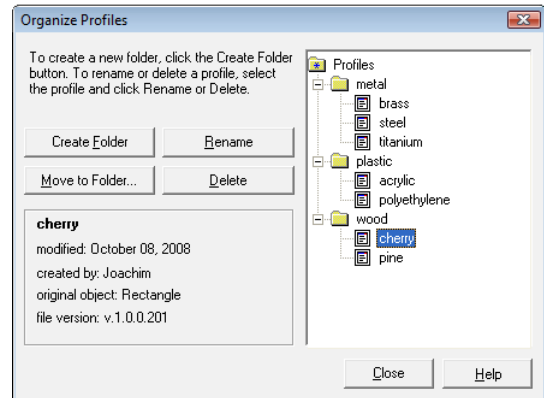 Organize Profiles
To create a new folder, click the Create Folder
button. To rename or delete a profile, select
the profile and click Rename or Delete.
Create Folder
Rename
Move to Folder...
Delete
cherry
modified: October 08, 2008
created by: Joachim
original object: Rectangle
file version: v.1.0.0.201
Profiles
metal
brass
steel
titanium
plastic
acrylic
polyethylene
wood
cherry
pine
Close
Help